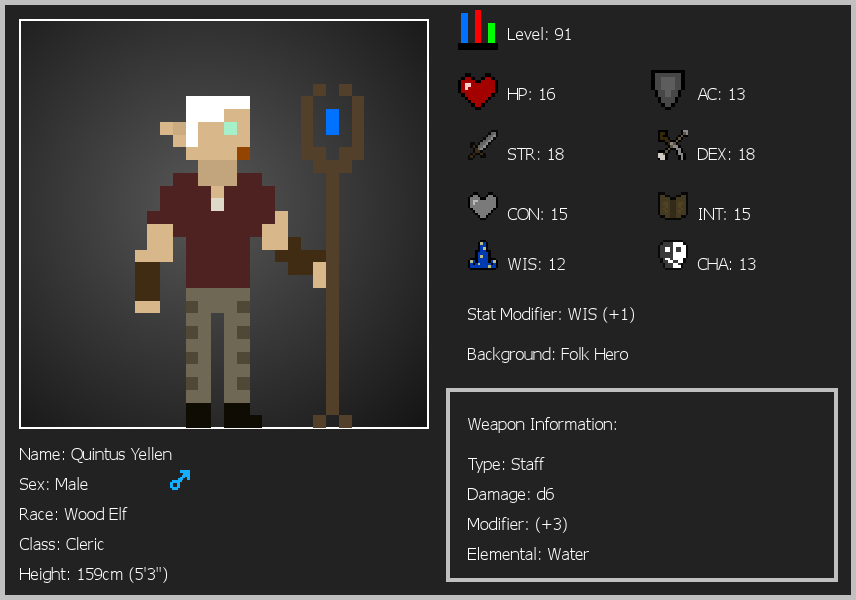 Level: 91
HP: 16
AC: 13
STR: 18
DEX: 18
CON: 15
INT: 15
WIS: 12
CHA: 13
Stat Modifier: WIS (+1)
Background: Folk Hero
Weapon Information:
Type: Staff
Damage: d6
Modifier: (+3)
Elemental: Water
Name: Quintus Yellen
Sex: Male
Race: Wood Elf
Class: Cleric
Height: 159cm (5'3")